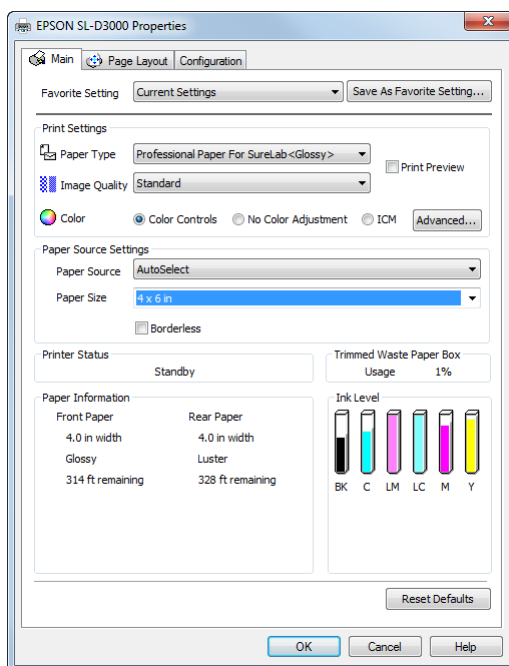 EPSON SL-D3000 Properties
Main Page Layout Configuration
Favorite Setting Current Settings Save As Favorite Setting...
Print Settings
Paper Type Professional Paper For SureLab<Glossy>
Print Preview
Image Quality Standard
Color Color Controls No Color Adjustment ICM Advanced...
Paper Source Settings
Paper Source AutoSelect
Paper Size 4 x 6 in
Borderless
Printer Status
Standby
Trimmed Waste Paper Box
Usage 1%
Paper Information
Front Paper Rear Paper
4.0 in width 4.0 in width
Glossy Luster
314 ft remaining 328 ft remaining
Ink Level
BK C LM LC M Y
Reset Defaults
OK Cancel Help